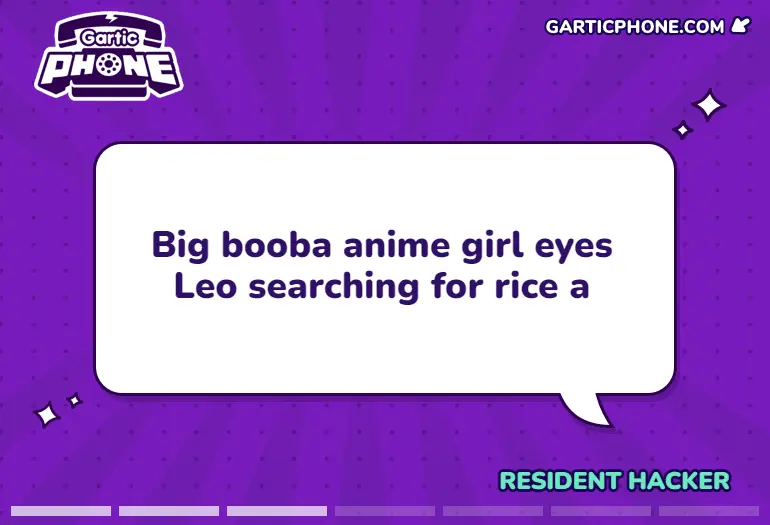 Gartic
PHONE
GARTICPHONE.COM
Big booba anime girl eyes
Leo searching for rice a
RESIDENT HACKER